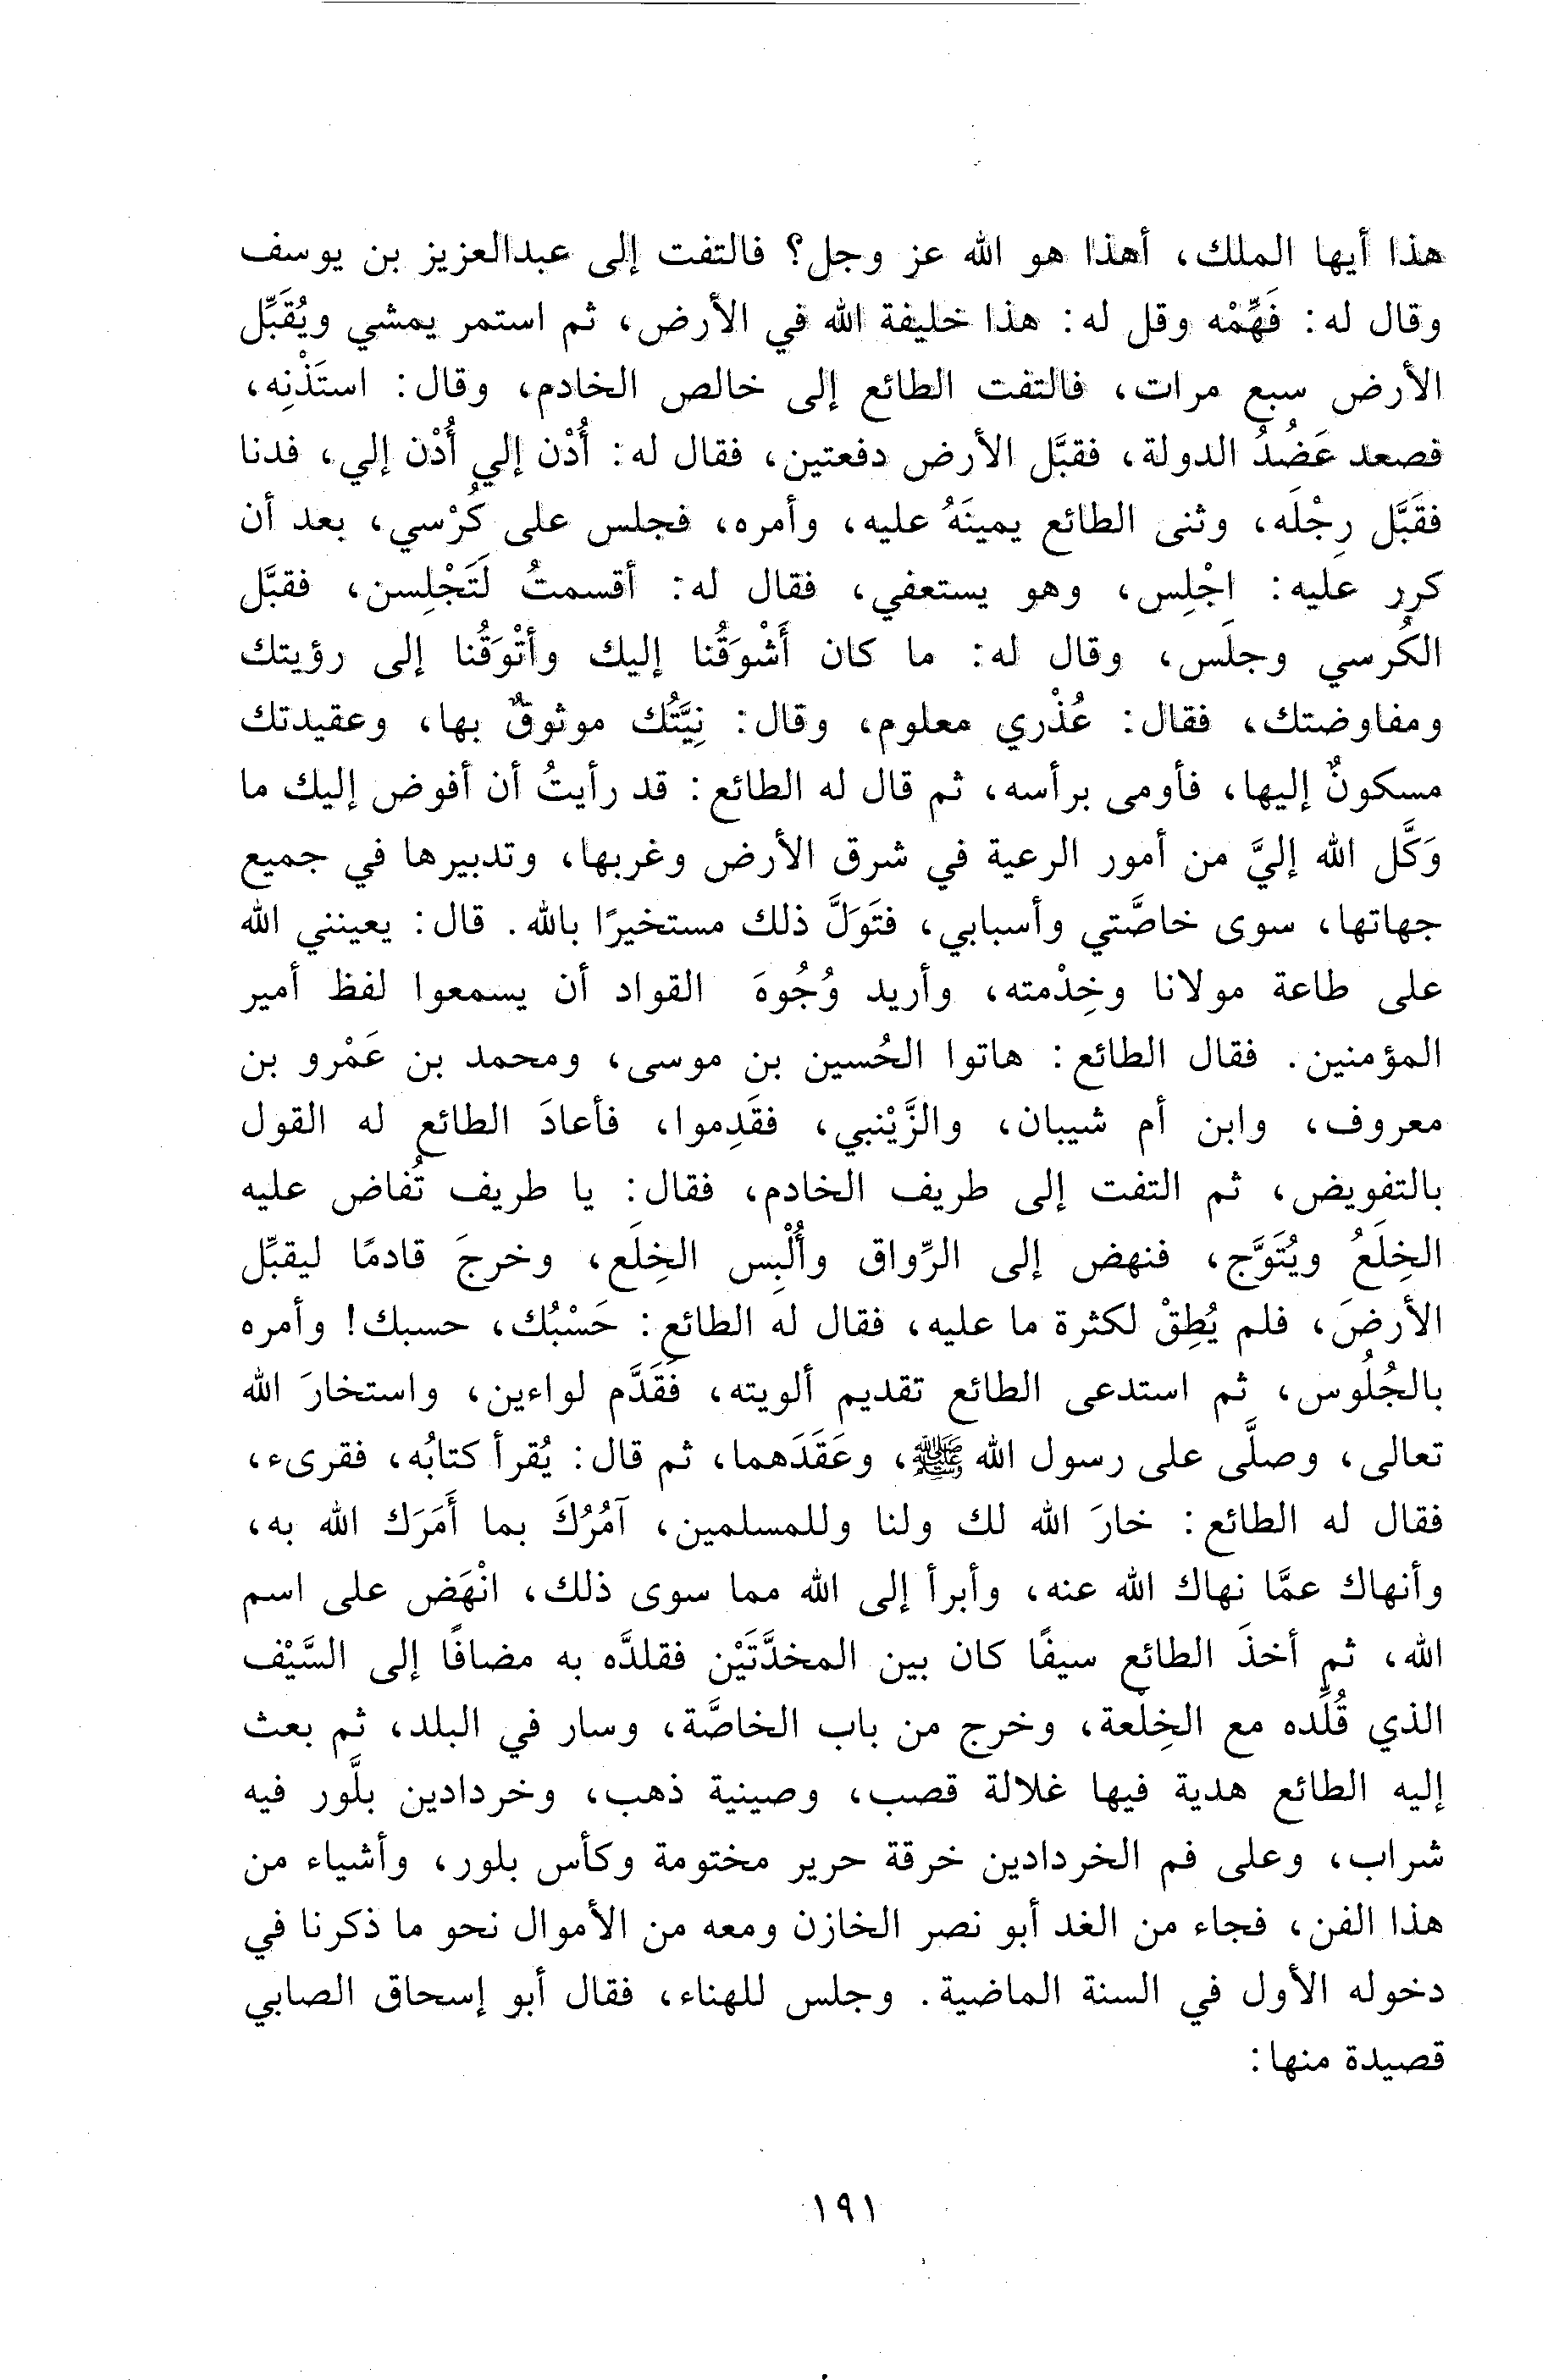 هذا أيها الملك، أهذا هو الله عز وجل؟ فالتفت إلى عبدالعزيز بن يوسف
وقال له: فَهِّمْه وقل له: هذا خليفة الله في الأرض، ثم استمر يمشي ويُقَبِّل
الأرض سبع مرات، فالتفت الطائع إلى خالص الخادم، وقال: استَذْنِه،
فصعد عَضُدُ الدولة، فقبَّل الأرض دفعتين، فقال له: أُدْن إلي أُدْن إلي، فدنا
فقَبَّل رِجْلَه، وثنى الطائع يمينَهُ عليه، وأمره، فجلس على كُرْسي، بعد أن
كرر عليه: اجْلِس، وهو يستعفي، فقال له: أقسمتُ لَتَجْلِسن، فقبَّل
الكُرسي وجلَس، وقال له: ما كان أَشْوَقُنا إليك وأتْوَقُنا إلى رؤيتك
ومفاوضتك، فقال: عُذْري معلوم، وقال: نِيَّتُك موثوقٌ بها، وعقيدتك
مسكونٌ إليها، فأومى برأسه، ثم قال له الطائع: قد رأيتُ أن أفوض إليك ما
وَكَّل الله إليَّ من أمور الرعية في شرق الأرض وغربها، وتدبيرها في جميع
جهاتها، سوى خاصَّتي وأسبابي، فتَوَلَّ ذلك مستخيرًا بالله. قال: يعينني الله
على طاعة مولانا وخِدْمته، وأريد وُجُوهَ القواد أن يسمعوا لفظ أمير
المؤمنين. فقال الطائع: هاتوا الحُسين بن موسى، ومحمد بن عَمْرو بن
معروف، وابن أم شيبان، والزَّيْنبي، فقَدِموا، فأعادَ الطائع له القول
بالتفويض، ثم التفت إلى طريف الخادم، فقال: يا طريف تُفاض عليه
الخِلَعُ ويُتَوَّج، فنهض إلى الرِّواق وأُلْبِس الخِلَع، وخرجَ قادمًا ليقبِّل
الأرضَ، فلم يُطِقْ لكثرة ما عليه، فقال له الطائع: حَسْبُك، حسبك! وأمره
بالجُلُوس، ثم استدعى الطائع تقديم ألويته، فَقَدَّم لواءين، واستخارَ الله
تعالى، وصلَّى على رسول الله ﷺ، وعَقَدَهما، ثم قال: يُقرأ كتابُه، فقرىء،
فقال له الطائع: خارَ الله لك ولنا وللمسلمين، آمُرُكَ بما أَمَرَك الله به،
وأنهاك عمَّا نهاك الله عنه، وأبرأ إلى الله مما سوى ذلك، انْهَض على اسم
الله، ثم أخذَ الطائع سيفًا كان بين المخدَّتَيْن فقلدَّه به مضافًا إلى السَّيْف
الذي قُلِّده مع الخِلْعة، وخرج من باب الخاصَّة، وسار في البلد، ثم بعث
إليه الطائع هدية فيها غلالة قصب، وصينية ذهب، وخردادين بلَّور فيه
شراب، وعلى فم الخردادين خرقة حرير مختومة وكأس بلور، وأشياء من
هذا الفن، فجاء من الغد أبو نصر الخازن ومعه من الأموال نحو ما ذكرنا في
دخوله الأول في السنة الماضية. وجلس للهناء، فقال أبو إسحاق الصابي
قصيدة منها:
١٩١